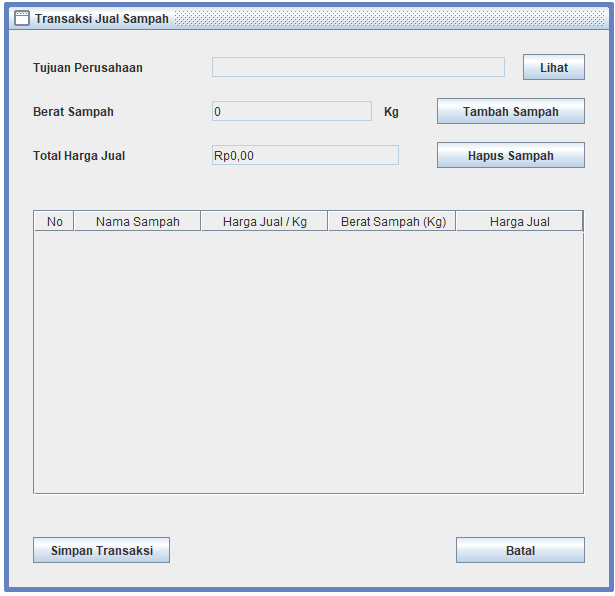 Transaksi Jual Sampah
Tujuan Perusahaan Lihat
Berat Sampah 0 Kg Tambah Sampah
Total Harga Jual Rp0,00 Hapus Sampah
No Nama Sampah Harga Jual / Kg Berat Sampah (Kg) Harga Jual
Simpan Transaksi Batal